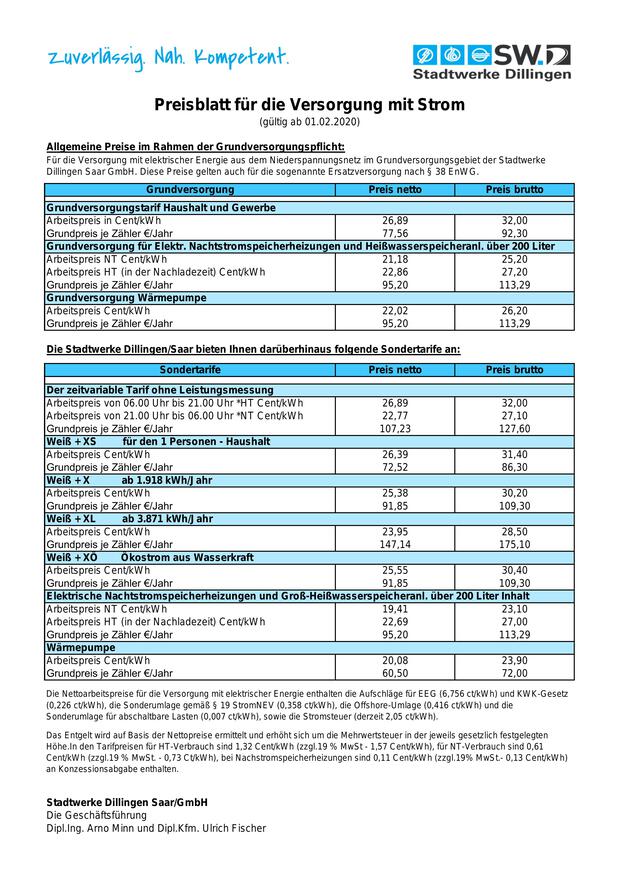 zuverlässig. Nah. Kompetent.
SW.D
Stadtwerke Dillingen
Preisblatt für die Versorgung mit Strom
(gültig ab 01.02.2020)
Allgemeine Preise im Rahmen der Grundversorgungspflicht:
Für die Versorgung mit elektrischer Energie aus dem Niederspannungsnetz im Grundversorgungsgebiet der Stadtwerke
Dillingen Saar GmbH. Diese Preise gelten auch für die sogenannte Ersatzversorgung nach § 38 EnWG.
Grundversorgung Preis netto Preis brutto
Grundversorgungstarif Haushalt und Gewerbe
Arbeitspreis in Cent/kWh 26,89 32,00
Grundpreis je Zähler €/Jahr 77,56 92,30
Grundversorgung für Elektr. Nachtstromspeicherheizungen und Heißwasserspeicheranl. über 200 Liter
Arbeitspreis NT Cent/kWh 21,18 25,20
Arbeitspreis HT (in der Nachladezeit) Cent/kWh 22,86 27,20
Grundpreis je Zähler €/Jahr 95,20 113,29
Grundversorgung Wärmepumpe
Arbeitspreis Cent/kWh 22,02 26,20
Grundpreis je Zähler €/Jahr 95,20 113,29
Die Stadtwerke Dillingen/Saar bieten Ihnen darüberhinaus folgende Sondertarife an:
Sondertarife Preis netto Preis brutto
Der zeitvariable Tarif ohne Leistungsmessung
Arbeitspreis von 06.00 Uhr bis 21.00 Uhr *HT Cent/kWh 26,89 32,00
Arbeitspreis von 21.00 Uhr bis 06.00 Uhr *NT Cent/kWh 22,77 27,10
Grundpreis je Zähler €/Jahr 107,23 127,60
Weiß + XS für den 1 Personen - Haushalt
Arbeitspreis Cent/kWh 26,39 31,40
Grundpreis je Zähler €/Jahr 72,52 86,30
Weiß + X ab 1.918 kWh/Jahr
Arbeitspreis Cent/kWh 25,38 30,20
Grundpreis je Zähler €/Jahr 91,85 109,30
Weiß + XL ab 3.871 kWh/Jahr
Arbeitspreis Cent/kWh 23,95 28,50
Grundpreis je Zähler €/Jahr 147,14 175,10
Weiß + XÖ Ökostrom aus Wasserkraft
Arbeitspreis Cent/kWh 25,55 30,40
Grundpreis je Zähler €/Jahr 91,85 109,30
Elektrische Nachtstromspeicherheizungen und Groß-Heißwasserspeicheranl. über 200 Liter Inhalt
Arbeitspreis NT Cent/kWh 19,41 23,10
Arbeitspreis HT (in der Nachladezeit) Cent/kWh 22,69 27,00
Grundpreis je Zähler €/Jahr 95,20 113,29
Wärmepumpe
Arbeitspreis Cent/kWh 20,08 23,90
Grundpreis je Zähler €/Jahr 60,50 72,00
Die Nettoarbeitspreise für die Versorgung mit elektrischer Energie enthalten die Aufschläge für EEG (6,756 ct/kWh) und KWK-Gesetz
(0,226 ct/kWh), die Sonderumlage gemäß § 19 StromNEV (0,358 ct/kWh), die Offshore-Umlage (0,416 ct/kWh) und die
Sonderumlage für abschaltbare Lasten (0,007 ct/kWh), sowie die Stromsteuer (derzeit 2,05 ct/kWh).
Das Entgelt wird auf Basis der Nettopreise ermittelt und erhöht sich um die Mehrwertsteuer in der jeweils gesetzlich festgelegten
Höhe.In den Tarifpreisen für HT-Verbrauch sind 1,32 Cent/kWh (zzgl.19 % MwSt - 1,57 Cent/kWh), für NT-Verbrauch sind 0,61
Cent/kWh (zzgl.19 % MwSt. - 0,73 Ct/kWh), bei Nachstromspeicherungen sind 0,11 Cent/kWh (zzgl.19% MwSt.- 0,13 Cent/kWh)
an Konzessionsabgabe enthalten.
Stadtwerke Dillingen Saar/GmbH
Die Geschäftsführung
Dipl.Ing. Arno Minn und Dipl.Kfm. Ulrich Fischer